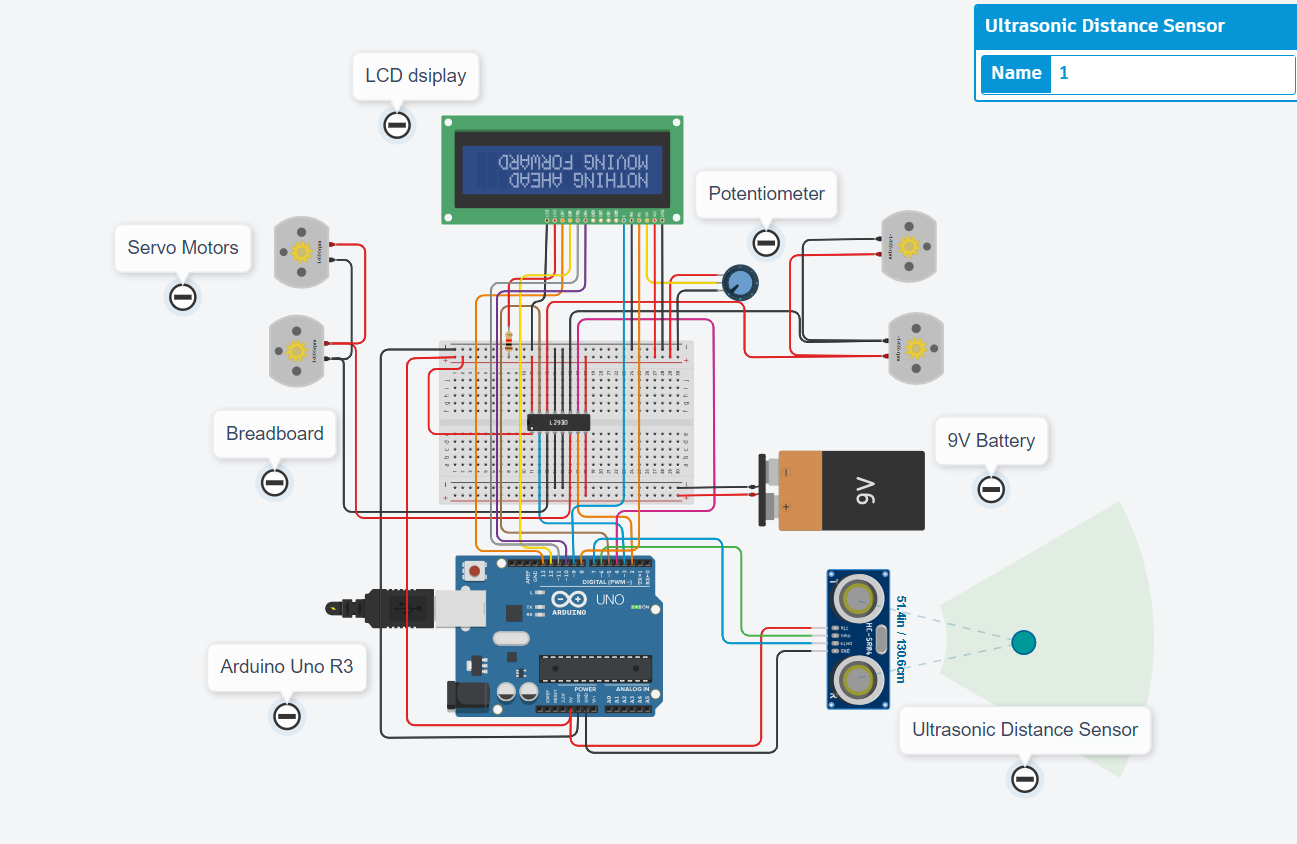 Ultrasonic Distance Sensor
Name 1
LCD dsiplay
NOTHING AHEAD
MOVING FORWARD
Potentiometer
Servo Motors
Breadboard
L293D
9V Battery
9V
Arduino Uno R3
DIGITAL (PWM~)
UNO
ARDUINO
POWER
ANALOG IN
HC-SR04
51.4in / 130.6cm
Ultrasonic Distance Sensor